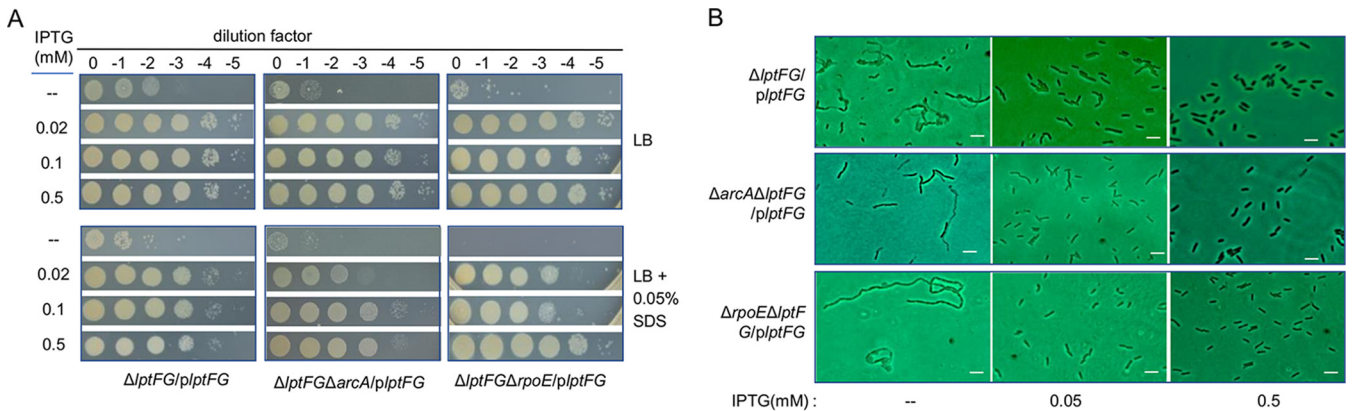 A
IPTG
(mM)
dilution factor
0 -1 -2 -3 -4 -5 0 -1 -2 -3 -4 -5 0 -1 -2 -3 -4 -5
--
0.02
0.1
0.5
LB
--
0.02
0.1
0.5
LB +
0.05%
SDS
ΔlptFG/plptFG ΔlptFGΔarcA/plptFG ΔlptFGΔrpoE/plptFG
B
ΔlptFG/
plptFG
ΔarcAΔlptFG
/plptFG
ΔrpoEΔlptF
G/plptFG
IPTG(mM) : -- 0.05 0.5